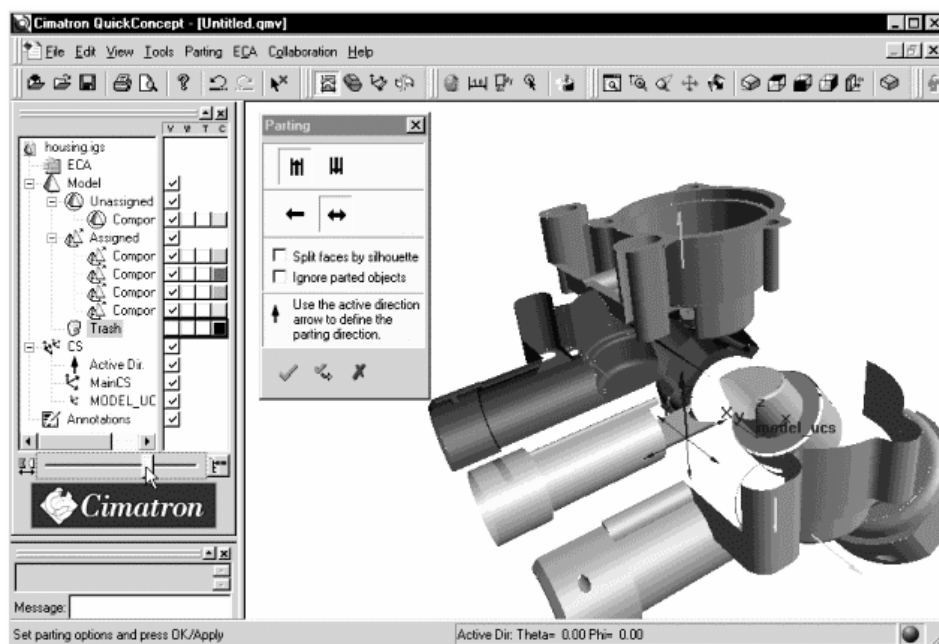 Cimatron QuickConcept - [Untitled.qmv]
File Edit View Tools Parting ECA Collaboration Help
V W T C
housing.igs
ECA
Model
Unassigned
Compor
Assigned
Compor
Compor
Compor
Compor
Trash
CS
Active Dir.
MainCS
MODEL_UC
Annotations
Cimatron
Message:
Parting
Split faces by silhouette
Ignore parted objects
Use the active direction
arrow to define the
parting direction.
X y z x
model_ucs
Set parting options and press OK/Apply
Active Dir: Theta= 0.00 Phi= 0.00